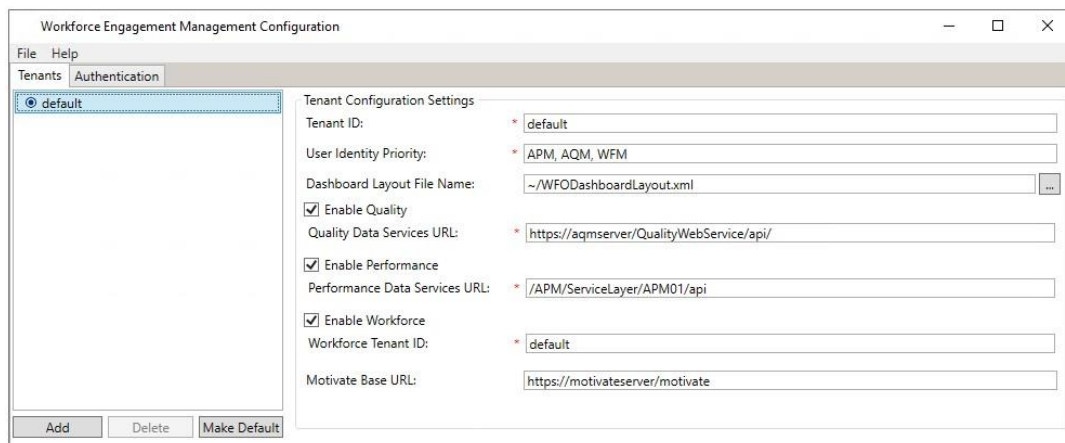 Workforce Engagement Management Configuration
File Help
Tenants Authentication
default
Tenant Configuration Settings
Tenant ID: * default
User Identity Priority: * APM, AQM, WFM
Dashboard Layout File Name: ~/WFODashboardLayout.xml ...
Enable Quality
Quality Data Services URL: * https://aqmserver/QualityWebService/api/
Enable Performance
Performance Data Services URL: * /APM/ServiceLayer/APM01/api
Enable Workforce
Workforce Tenant ID: * default
Motivate Base URL: https://motivateserver/motivate
Add Delete Make Default